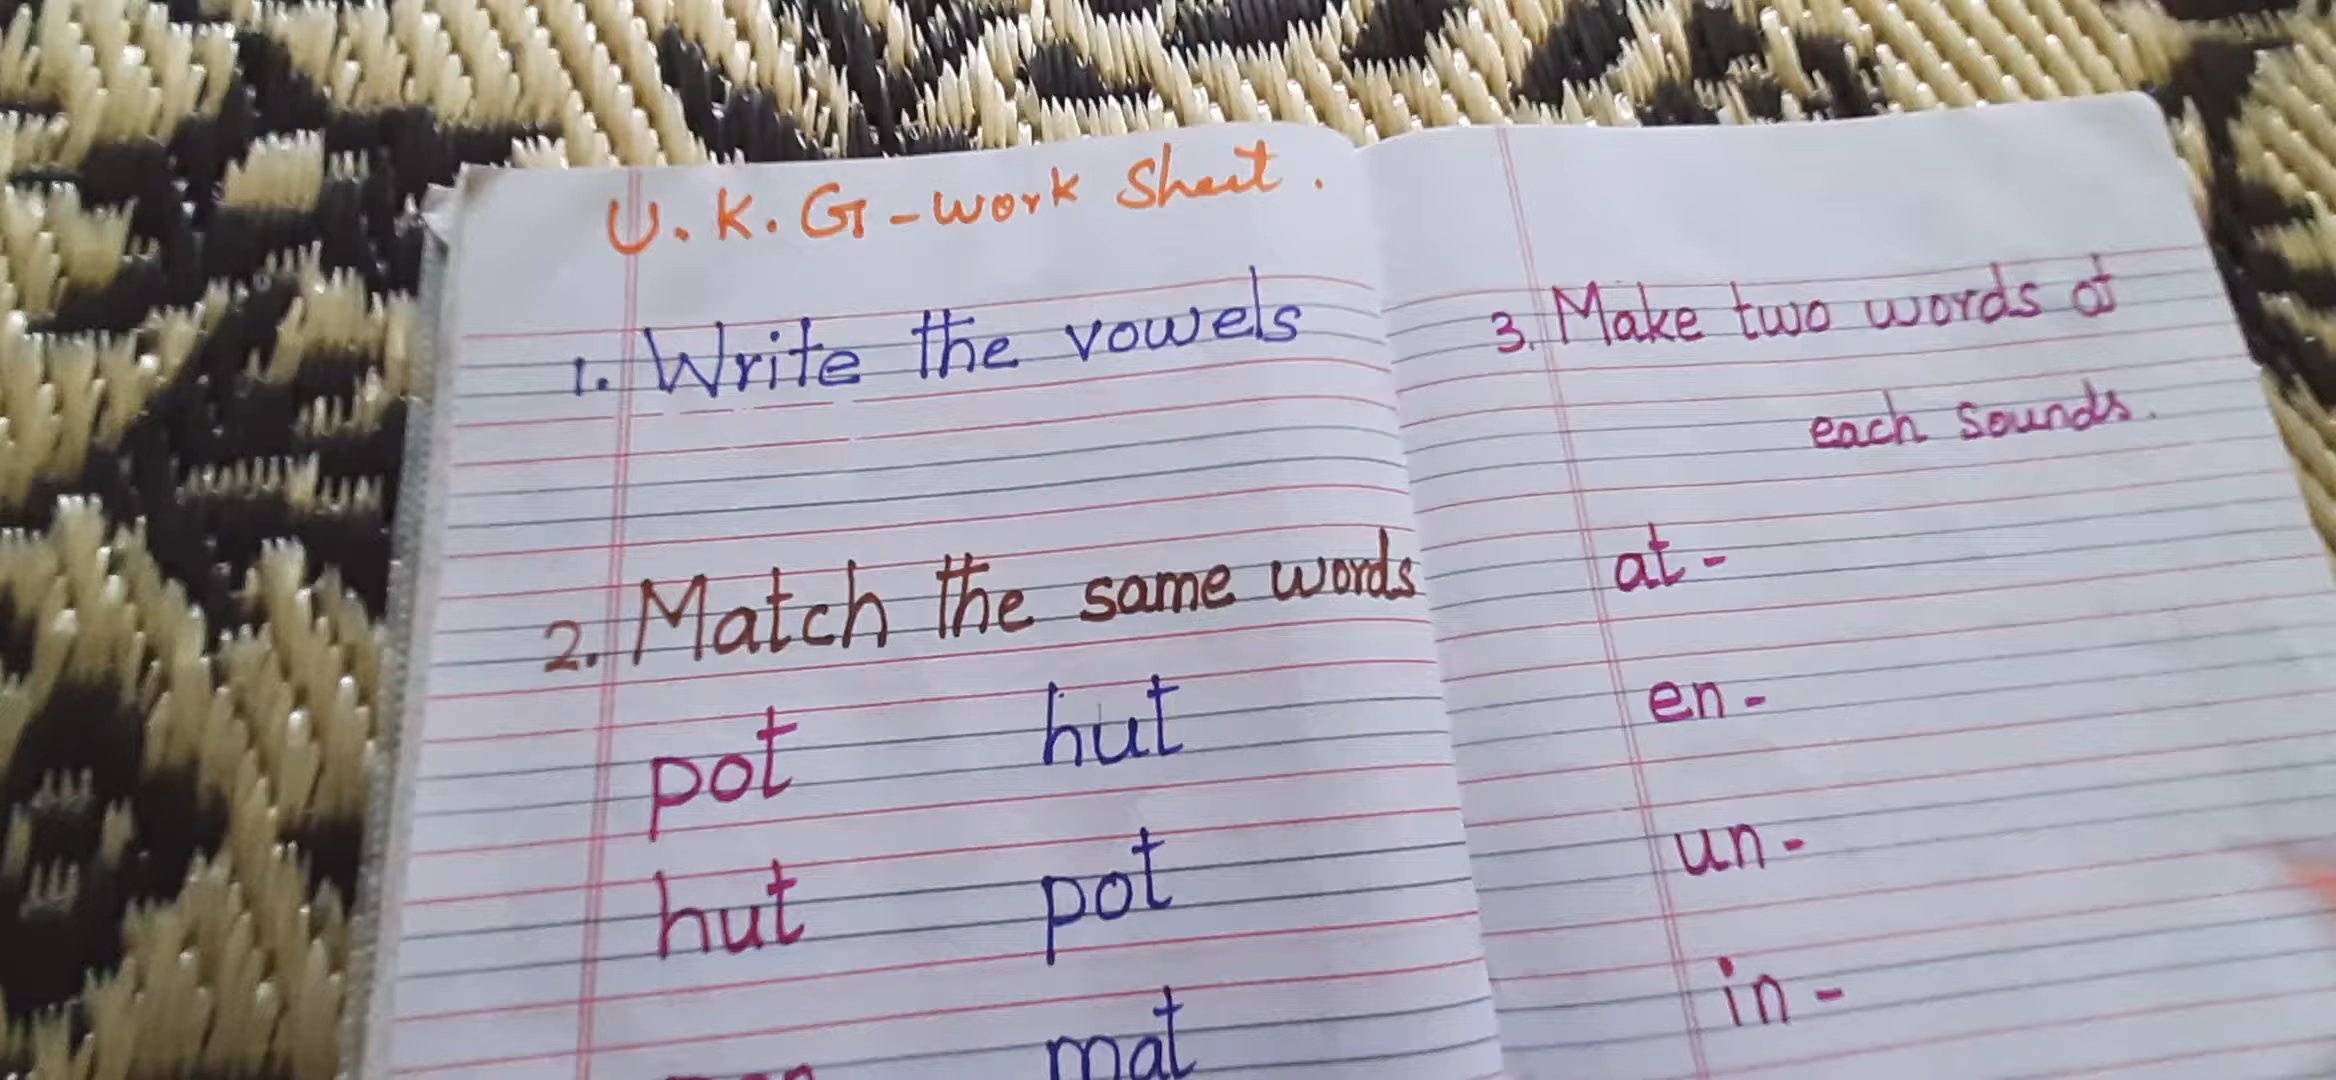 U.K.G - Work Sheet.
1. Write the vowels
2. Match the same words
pot hut
hut pot
mat
3. Make two words of
each sounds.
at -
en -
un -
in -